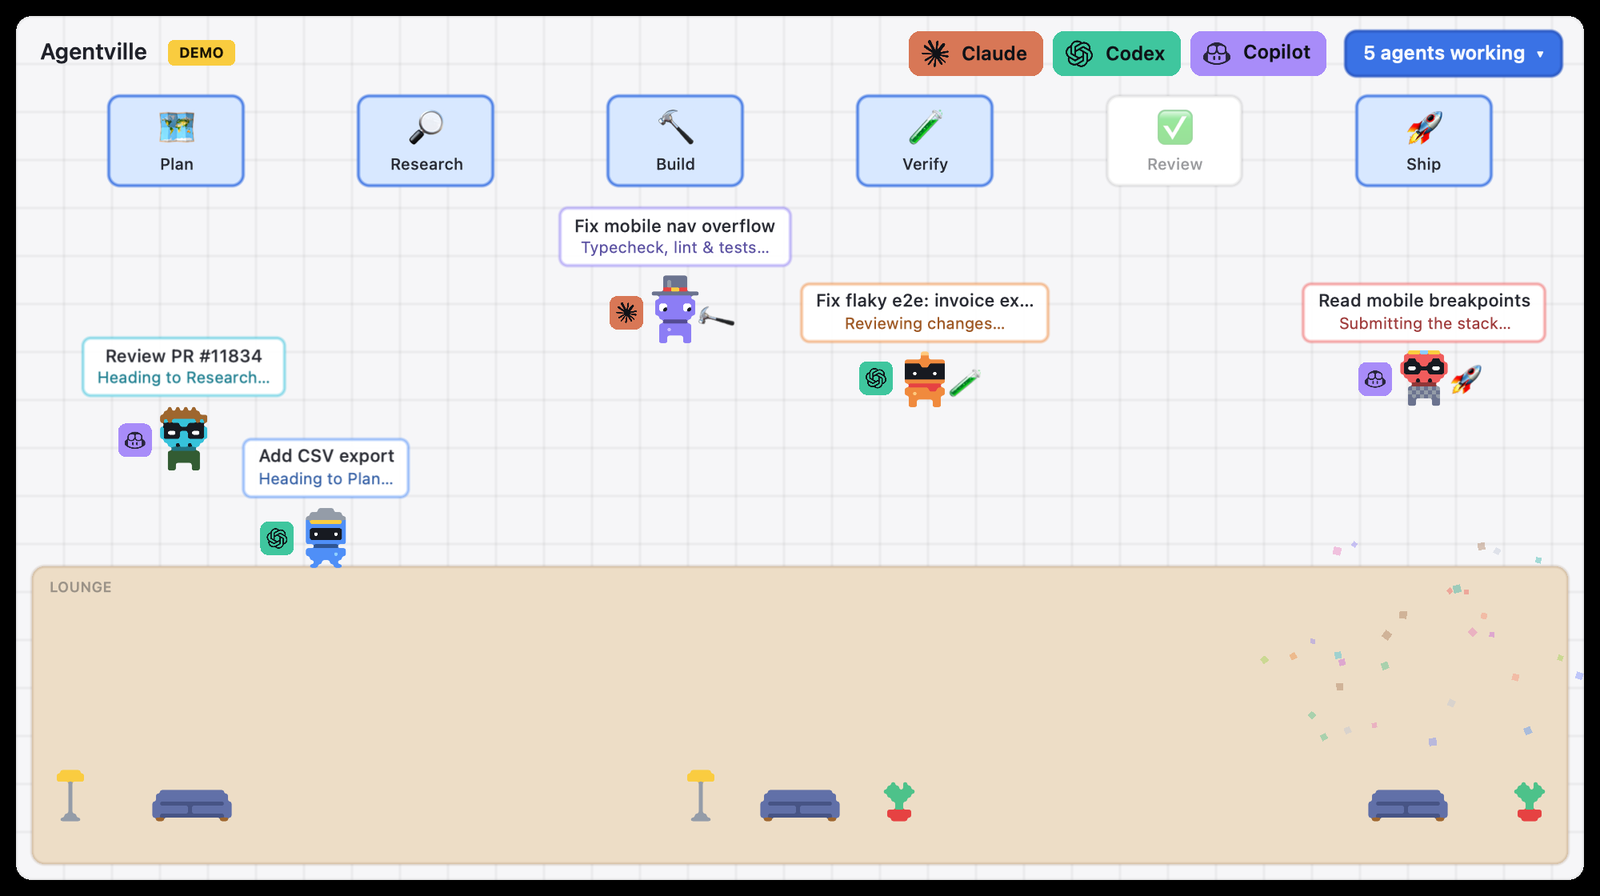 Agentville
DEMO
Claude
Codex
Copilot
5 agents working
Plan
Research
Build
Verify
Review
Ship
Fix mobile nav overflow
Typecheck, lint & tests...
Fix flaky e2e: invoice ex...
Reviewing changes...
Read mobile breakpoints
Submitting the stack...
Review PR #11834
Heading to Research...
Add CSV export
Heading to Plan...
LOUNGE